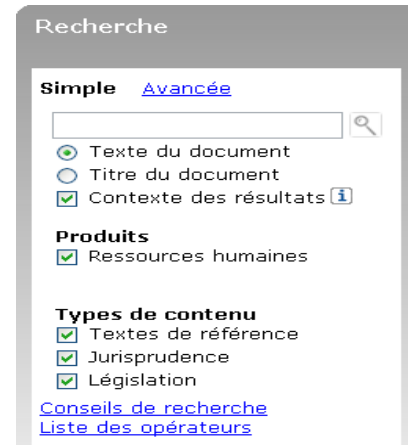 Recherche
Simple Avancée
Texte du document
Titre du document
Contexte des résultats i
Produits
Ressources humaines
Types de contenu
Textes de référence
Jurisprudence
Législation
Conseils de recherche
Liste des opérateurs